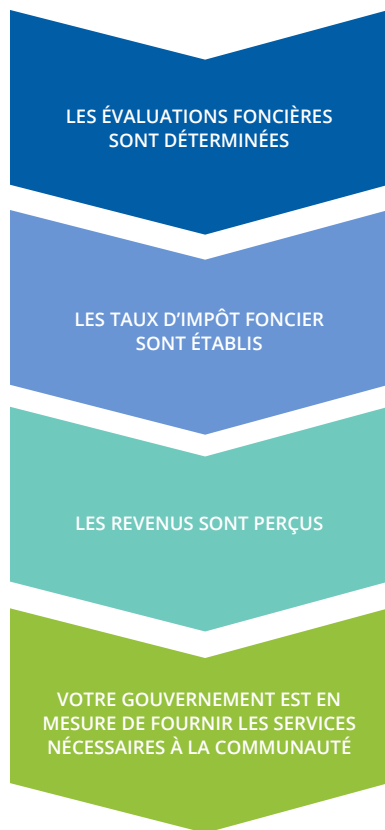 LES ÉVALUATIONS FONCIÈRES
SONT DÉTERMINÉES
LES TAUX D'IMPÔT FONCIER
SONT ÉTABLIS
LES REVENUS SONT PERÇUS
VOTRE GOUVERNEMENT EST EN
MESURE DE FOURNIR LES SERVICES
NÉCESSAIRES À LA COMMUNAUTÉ